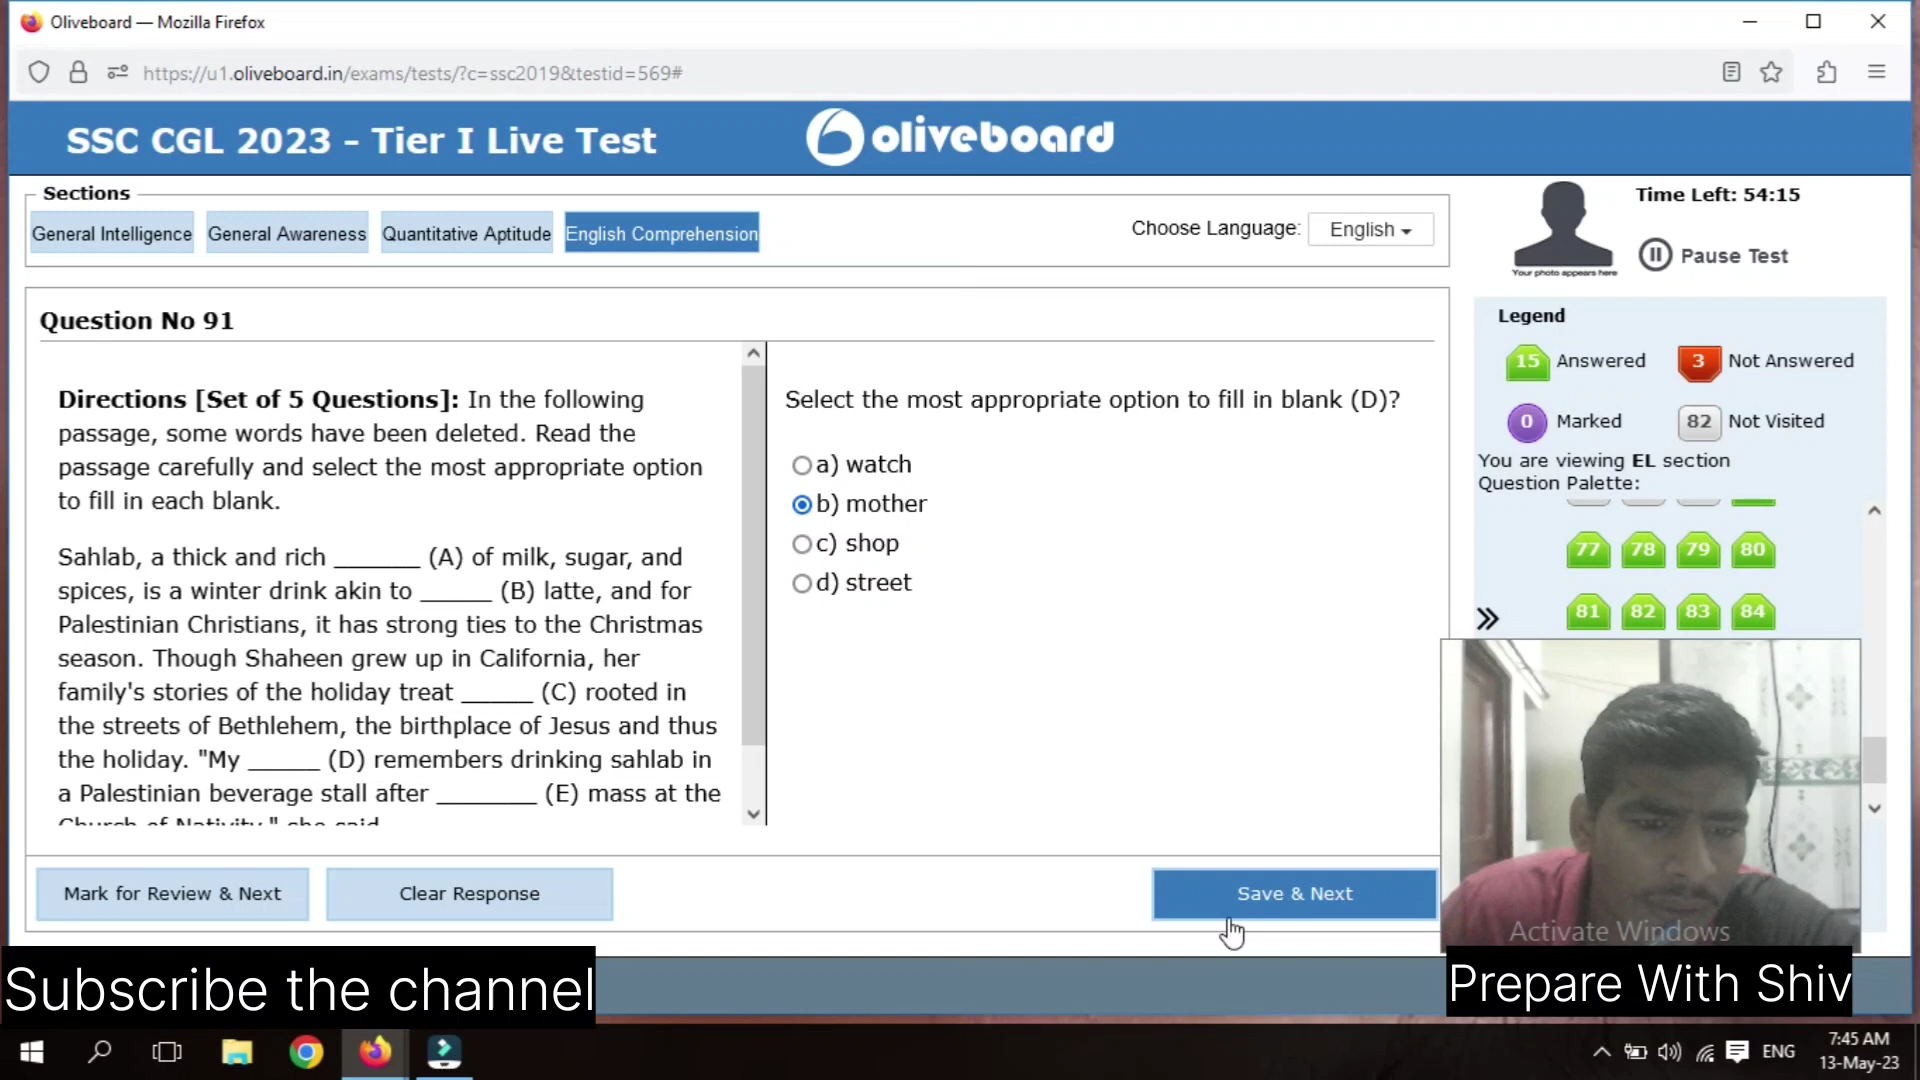 Oliveboard — Mozilla Firefox
https://u1.oliveboard.in/exams/tests/?c=ssc2019&testid=569#
SSC CGL 2023 - Tier I Live Test
oliveboard
Sections
General Intelligence
General Awareness
Quantitative Aptitude
English Comprehension
Choose Language:
English
Your photo appears here
Time Left: 54:15
Pause Test
Question No 91
Directions [Set of 5 Questions]: In the following
passage, some words have been deleted. Read the
passage carefully and select the most appropriate option
to fill in each blank.
Sahlab, a thick and rich _______ (A) of milk, sugar, and
spices, is a winter drink akin to ______ (B) latte, and for
Palestinian Christians, it has strong ties to the Christmas
season. Though Shaheen grew up in California, her
family's stories of the holiday treat ______ (C) rooted in
the streets of Bethlehem, the birthplace of Jesus and thus
the holiday. "My ______ (D) remembers drinking sahlab in
a Palestinian beverage stall after ________ (E) mass at the
Church of Nativity," she said
Select the most appropriate option to fill in blank (D)?
a) watch
b) mother
c) shop
d) street
Legend
15 Answered
3 Not Answered
0 Marked
82 Not Visited
You are viewing EL section
Question Palette:
77 78 79 80
81 82 83 84
Mark for Review & Next
Clear Response
Save & Next
Activate Windows
Subscribe the channel
Prepare With Shiv
ENG
7:45 AM
13-May-23